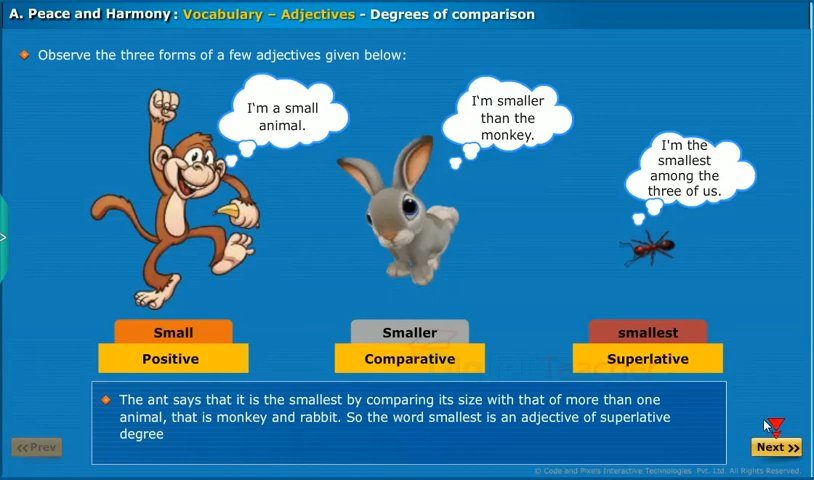 A. Peace and Harmony : Vocabulary – Adjectives - Degrees of comparison
Observe the three forms of a few adjectives given below:
I'm a small
animal.
I'm smaller
than the
monkey.
I'm the
smallest
among the
three of us.
Small
Positive
Smaller
Comparative
smallest
Superlative
The ant says that it is the smallest by comparing its size with that of more than one
animal, that is monkey and rabbit. So the word smallest is an adjective of superlative
degree
Prev
Next
© Code and Pixels Interactive Technologies Pvt. Ltd. All Rights Reserved.